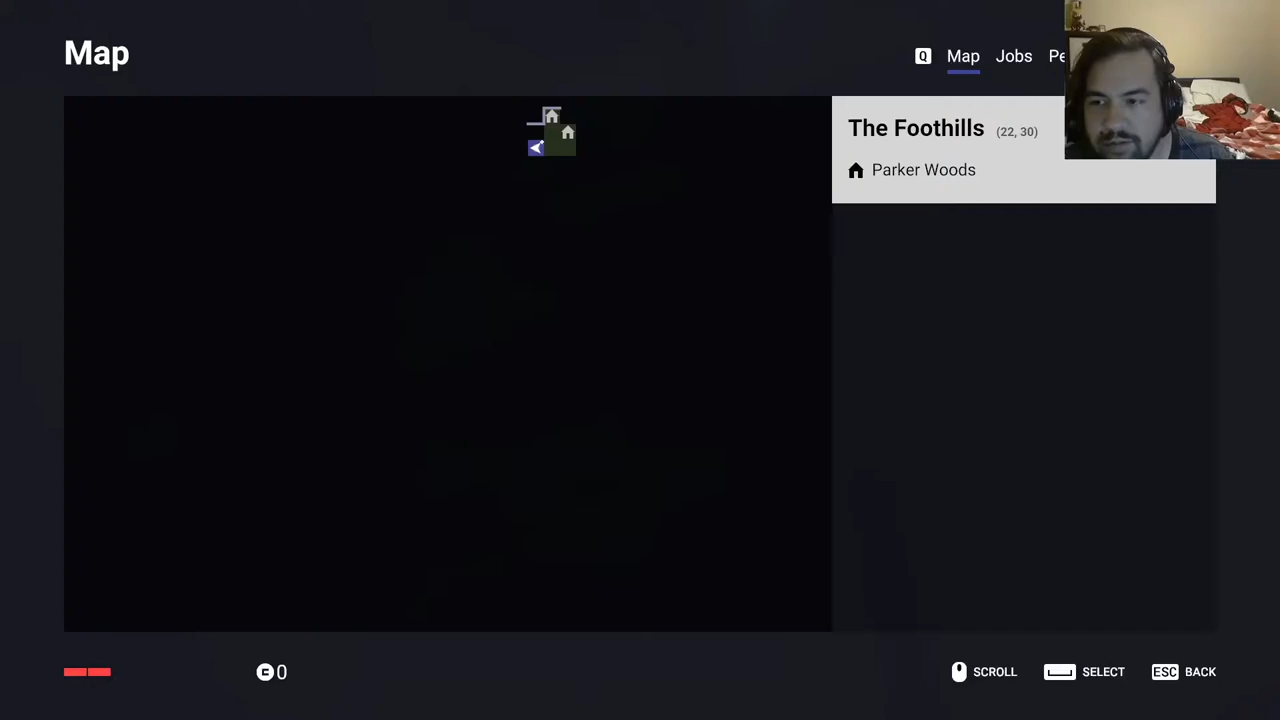 Map
Q Map Jobs Pe
The Foothills (22, 30)
Parker Woods
C 0
SCROLL
SELECT
ESC BACK